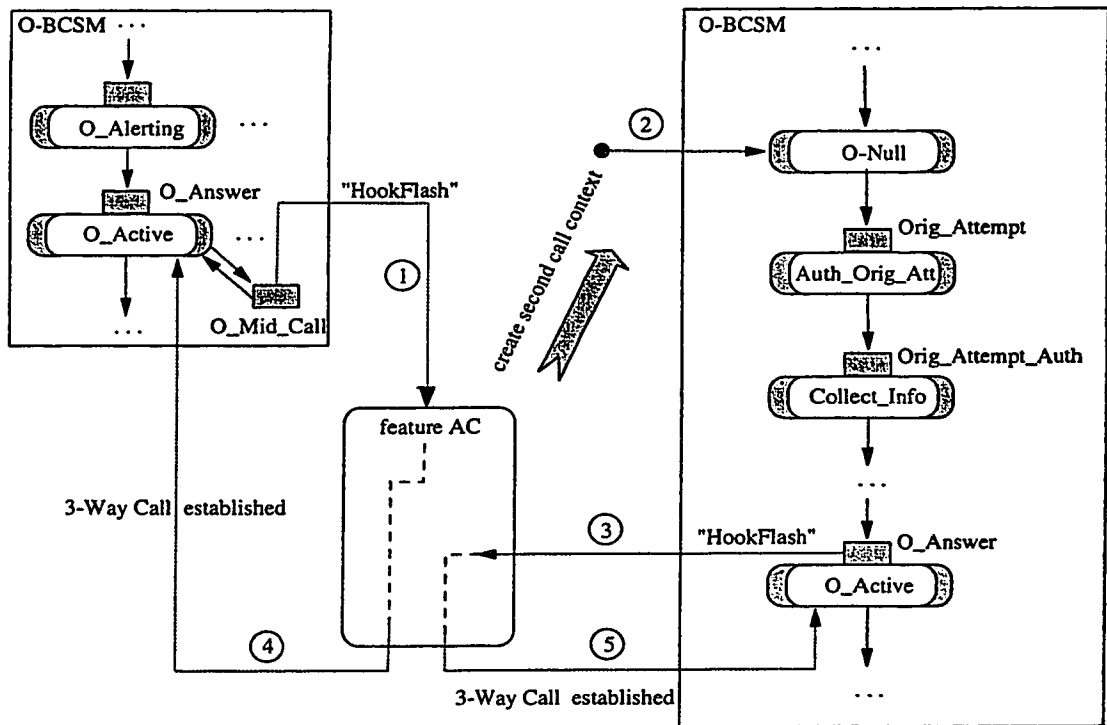 O-BCSM
...
O_Alerting
...
O_Answer
O_Active
...
O_Mid_Call
...
"HookFlash"
1
create second call context
2
O-BCSM
...
O-Null
Orig_Attempt
Auth_Orig_Att
Orig_Attempt_Auth
Collect_Info
...
O_Answer
O_Active
...
feature AC
3-Way Call established
"HookFlash"
3
4
5
3-Way Call established